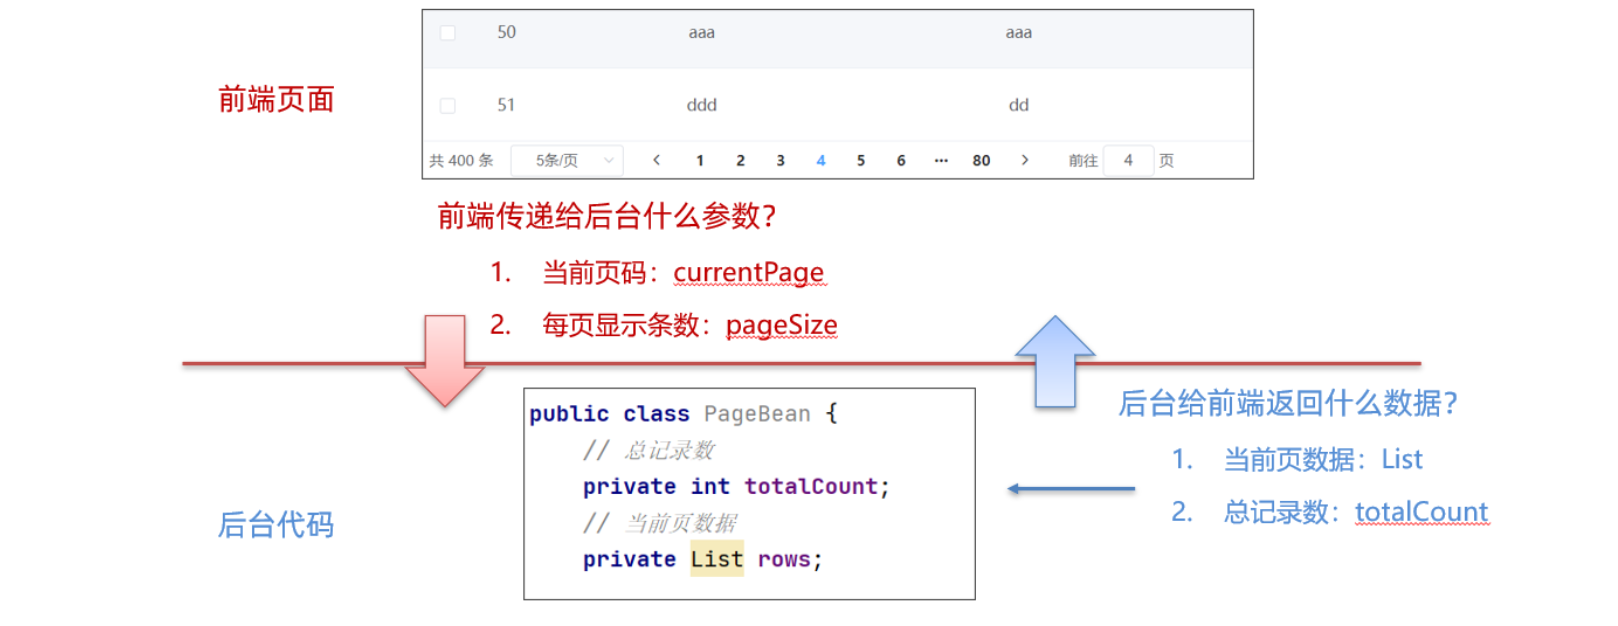 50 aaa aaa
前端页面
51 ddd dd
共 400 条 5条/页 < 1 2 3 4 5 6 ··· 80 > 前往 4 页
前端传递给后台什么参数？
1. 当前页码：currentPage
2. 每页显示条数：pageSize
后台给前端返回什么数据？
1. 当前页数据：List
2. 总记录数：totalCount
后台代码
public class PageBean {
// 总记录数
private int totalCount;
// 当前页数据
private List rows;